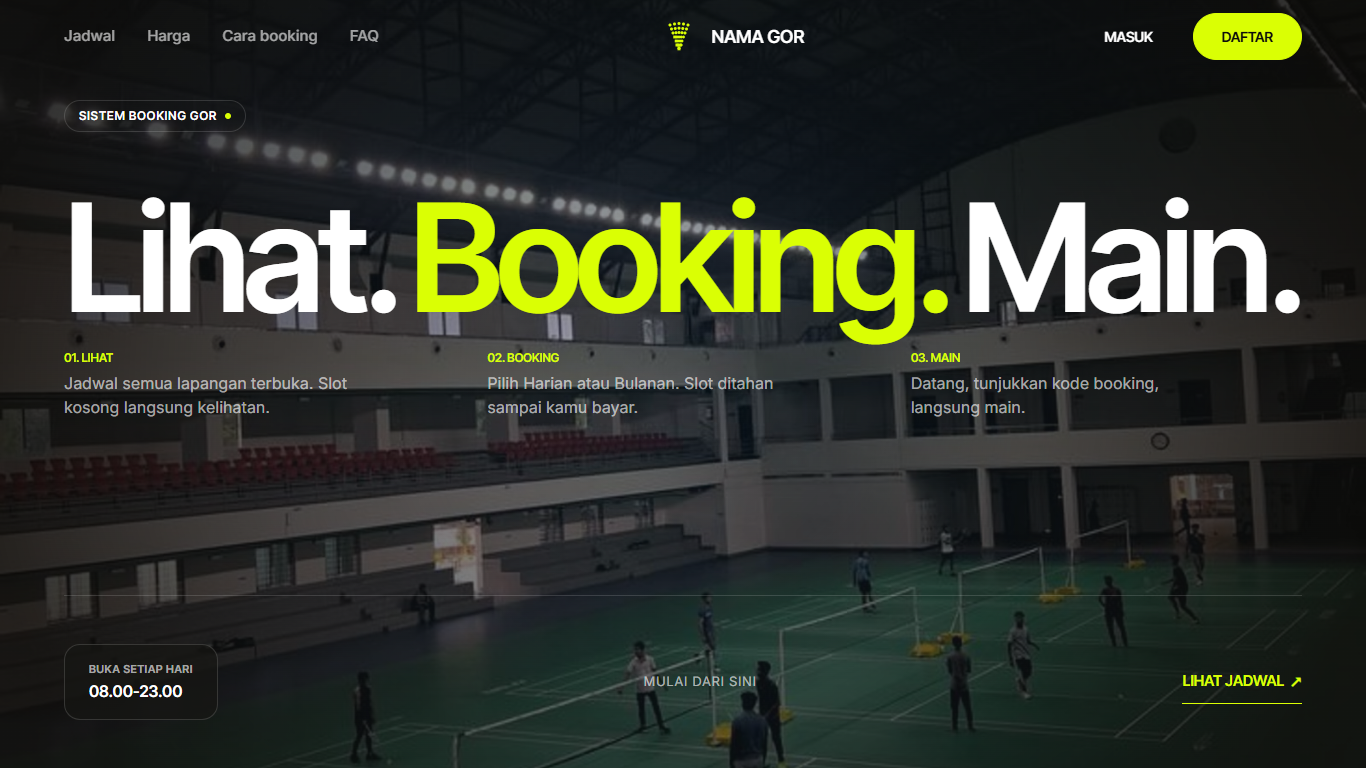 Jadwal Harga Cara booking FAQ NAMA GOR MASUK DAFTAR
SISTEM BOOKING GOR
Lihat. Booking. Main.
01. LIHAT
Jadwal semua lapangan terbuka. Slot
kosong langsung kelihatan.
02. BOOKING
Pilih Harian atau Bulanan. Slot ditahan
sampai kamu bayar.
03. MAIN
Datang, tunjukkan kode booking,
langsung main.
BUKA SETIAP HARI
08.00-23.00
MULAI DARI SINI
LIHAT JADWAL ↗